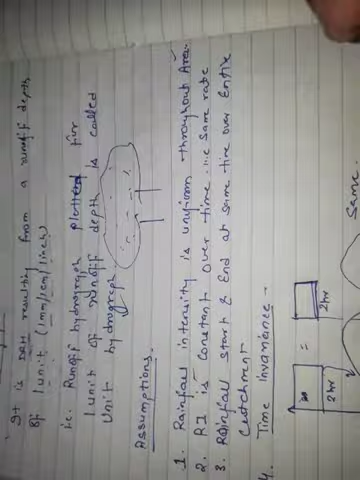 It is DRH resulting from a runoff depth
of 1 unit (1mm/cm/inch)
i.e. Runoff hydrograph plotted for
1 unit of runoff depth is called
Unit hydrograph.
Assumptions.
1. Rainfall intensity is uniform throughout Area.
2. RI is constant over time i.e same rate
3. Rainfall start & End at same time over Entire
Catchment
4. Time invariance -
2hr = 2hr
Same.